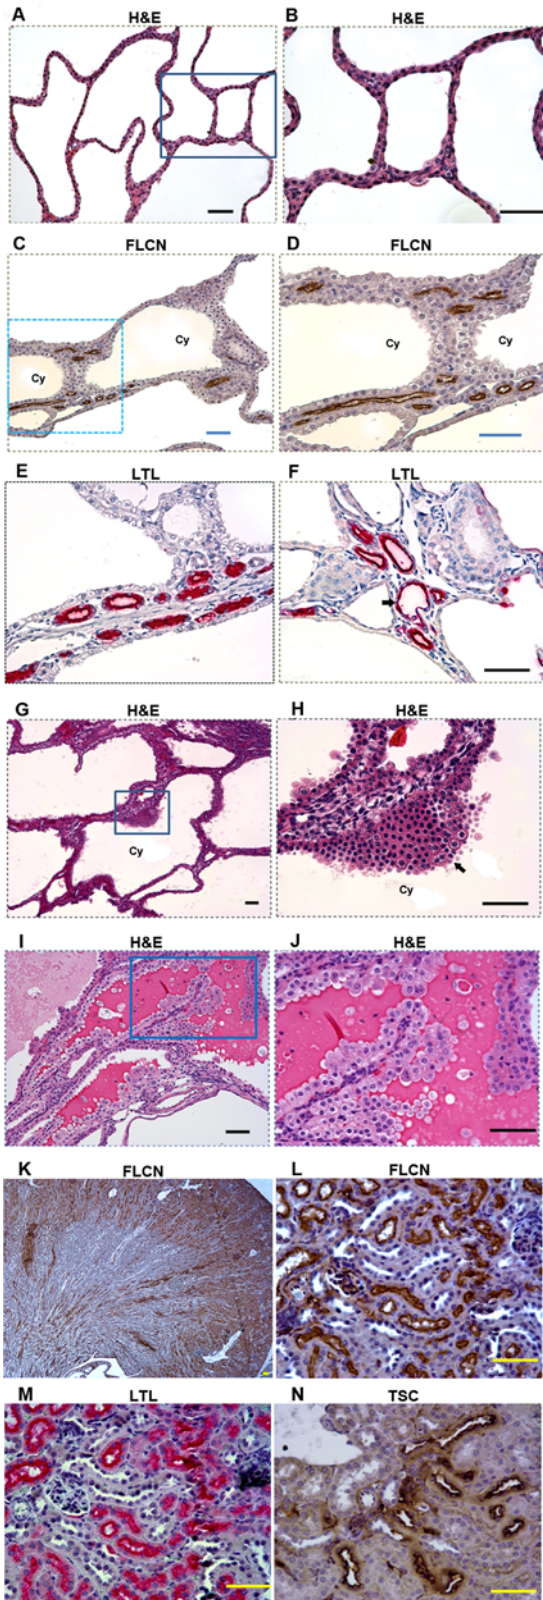 A H&E
B H&E
C FLCN
D FLCN
Cy
Cy
Cy
Cy
E LTL
F LTL
G H&E
H H&E
Cy
Cy
I H&E
J H&E
K FLCN
L FLCN
M LTL
N TSC